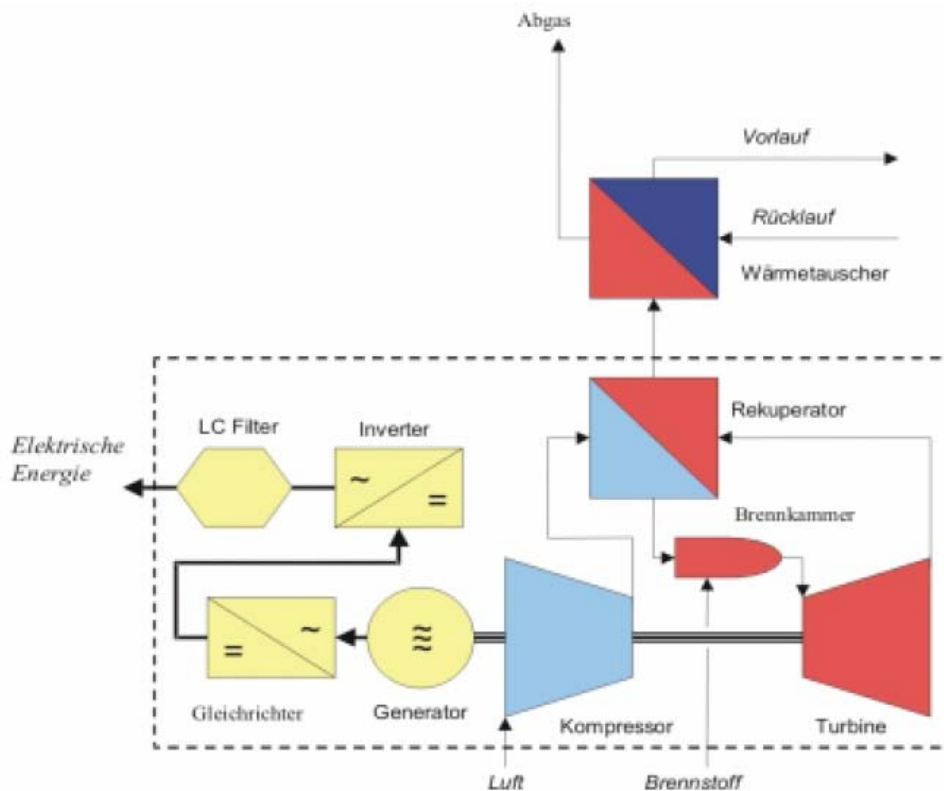 Abgas
Vorlauf
Rücklauf
Wärmetauscher
Rekuperator
LC Filter
Inverter
Elektrische
Energie
~
=
Brennkammer
=
~
≈
Gleichrichter
Generator
Kompressor
Turbine
Luft
Brennstoff